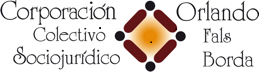 Corporación Orlando
Colectivo Fals
Sociojurídico Borda